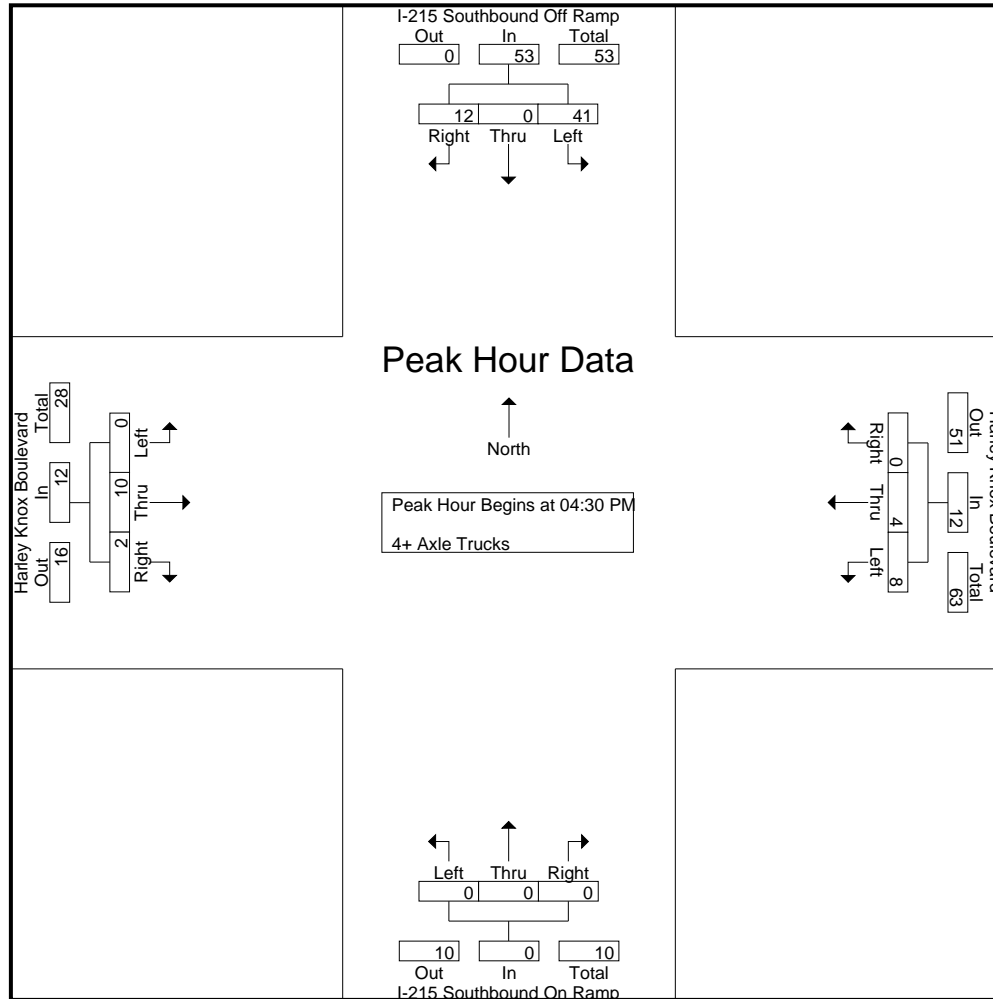 I-215 Southbound Off Ramp
Out In Total
0 53 53
12 0 41
Right Thru Left
Peak Hour Data
North
Peak Hour Begins at 04:30 PM
4+ Axle Trucks
Harley Knox Boulevard
Total In Out
28 12 16
0 10 2
Left Thru Right
Right Thru Left
0 4 8
51 12 63
Out In Total
Harley Knox Boulevard
Left Thru Right
0 0 0
10 0 10
Out In Total
I-215 Southbound On Ramp